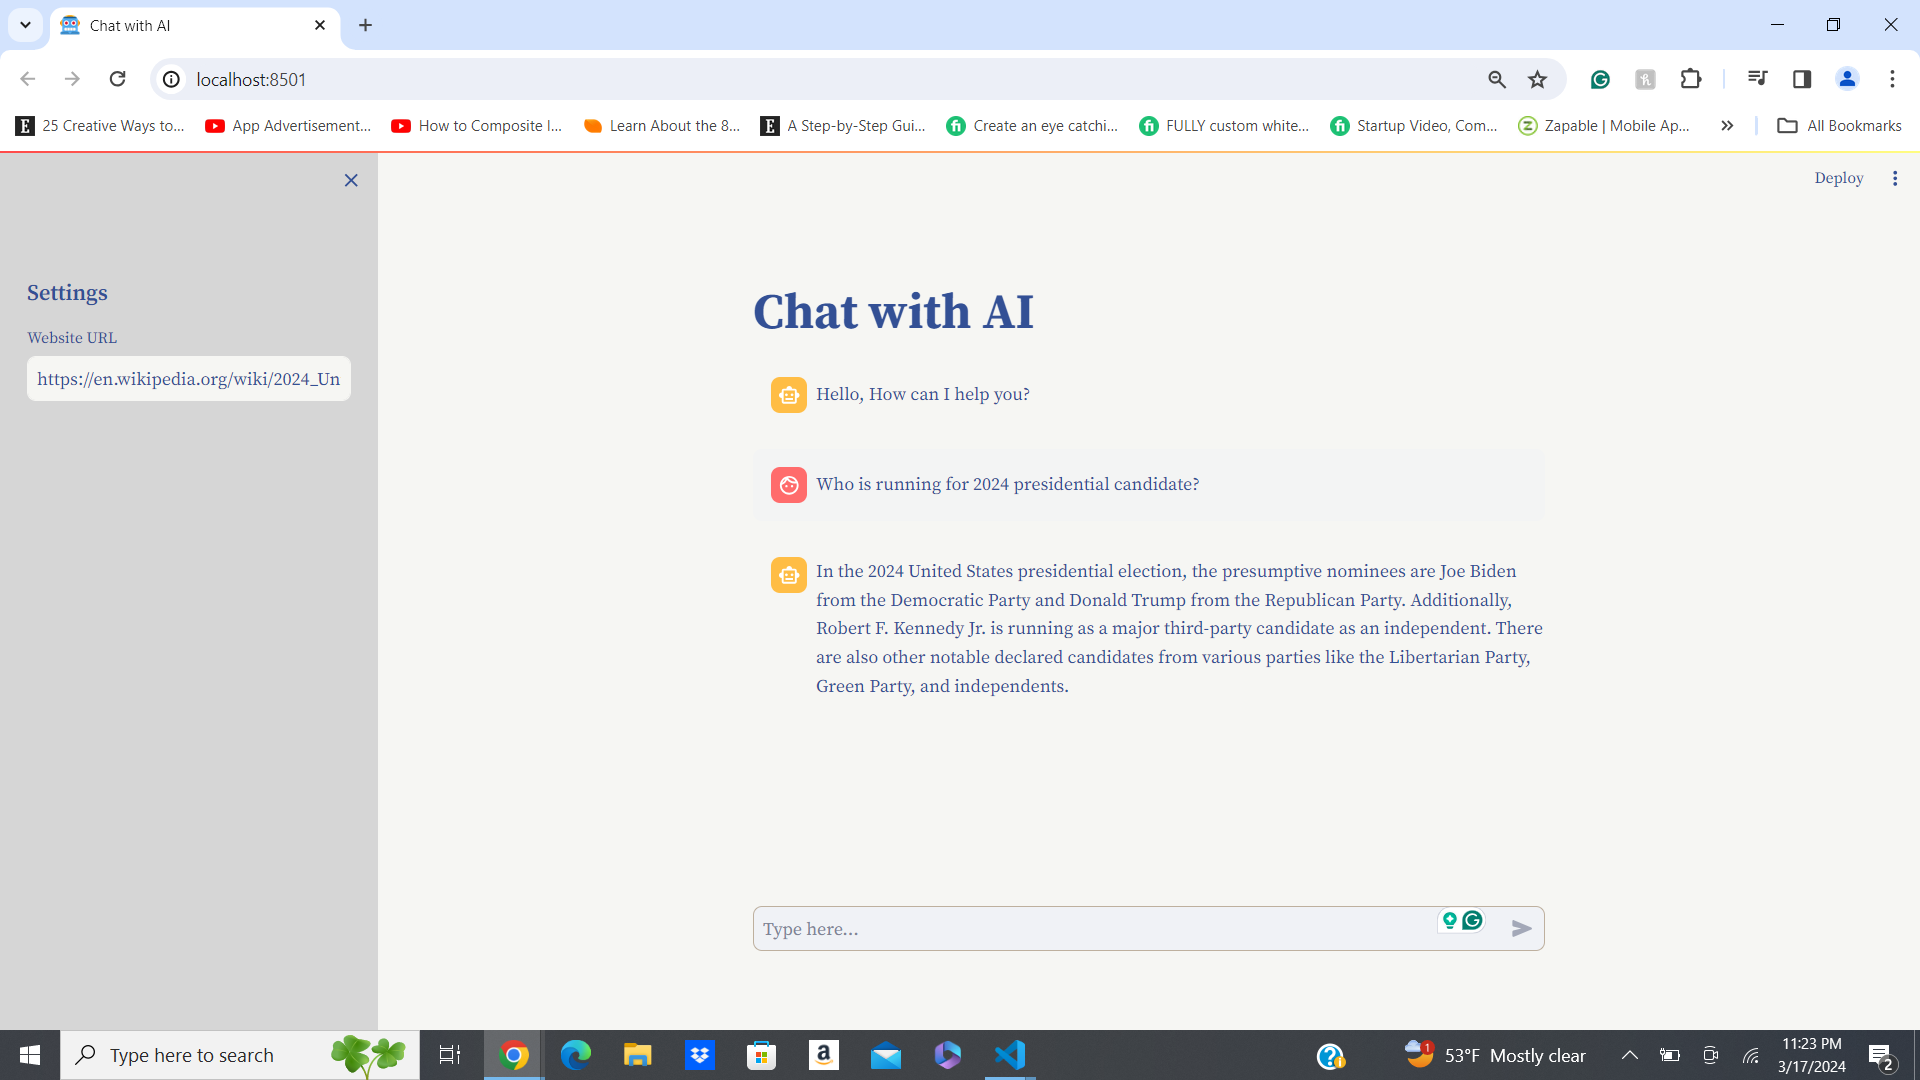 Chat with AI
localhost:8501
25 Creative Ways to...
App Advertisement...
How to Composite I...
Learn About the 8...
A Step-by-Step Gui...
Create an eye catchi...
FULLY custom white...
Startup Video, Com...
Zapable | Mobile Ap...
All Bookmarks
Deploy
Settings
Website URL
https://en.wikipedia.org/wiki/2024_Un
Chat with AI
Hello, How can I help you?
Who is running for 2024 presidential candidate?
In the 2024 United States presidential election, the presumptive nominees are Joe Biden
from the Democratic Party and Donald Trump from the Republican Party. Additionally,
Robert F. Kennedy Jr. is running as a major third-party candidate as an independent. There
are also other notable declared candidates from various parties like the Libertarian Party,
Green Party, and independents.
Type here...
Type here to search
1
53°F Mostly clear
11:23 PM
3/17/2024
2